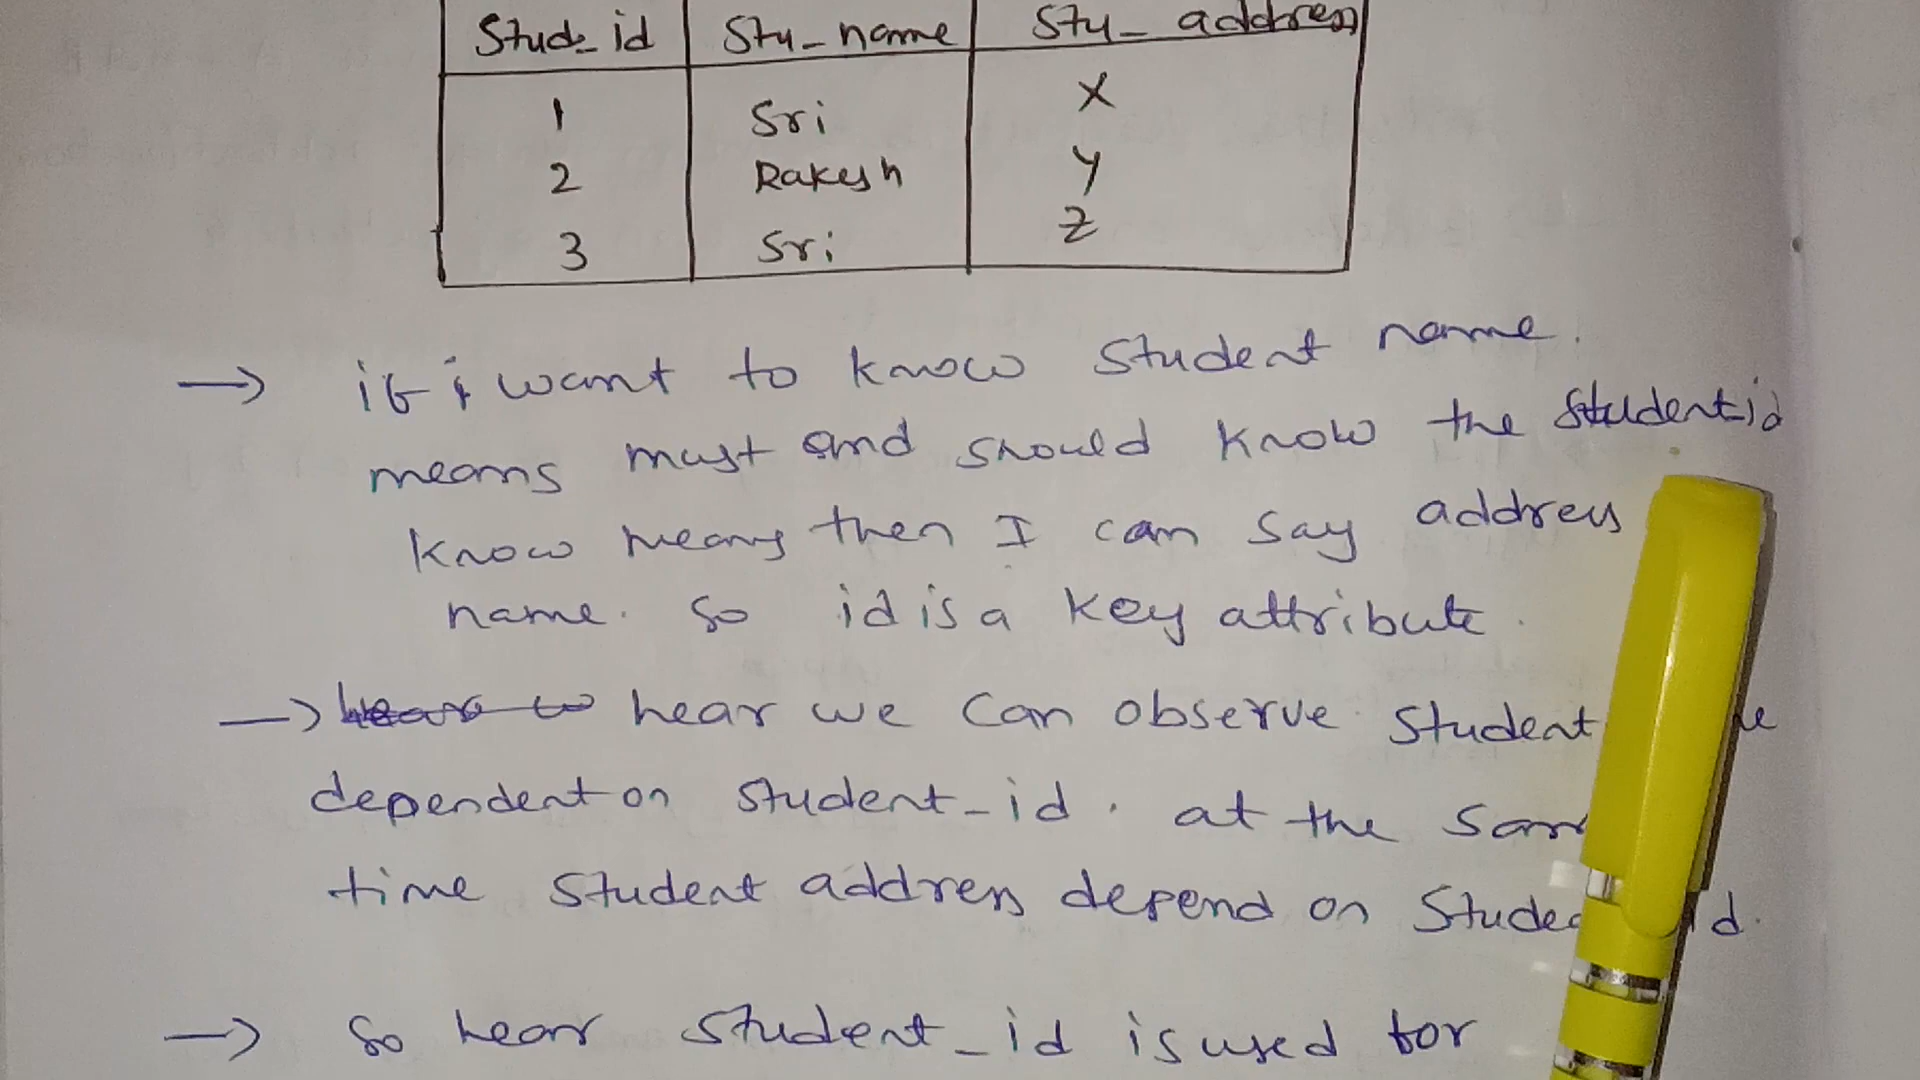 Stud_id Stu_name Stu_address
1 Sri X
2 Rakesh Y
3 Sri Z
→ if i want to know Student name.
means must and should know the Studentid
know means then I can say address
name. So id is a key attribute.
→ hear we can observe Student
dependent on student_id. at the
time student address depend on
→ So hear student_id is used for